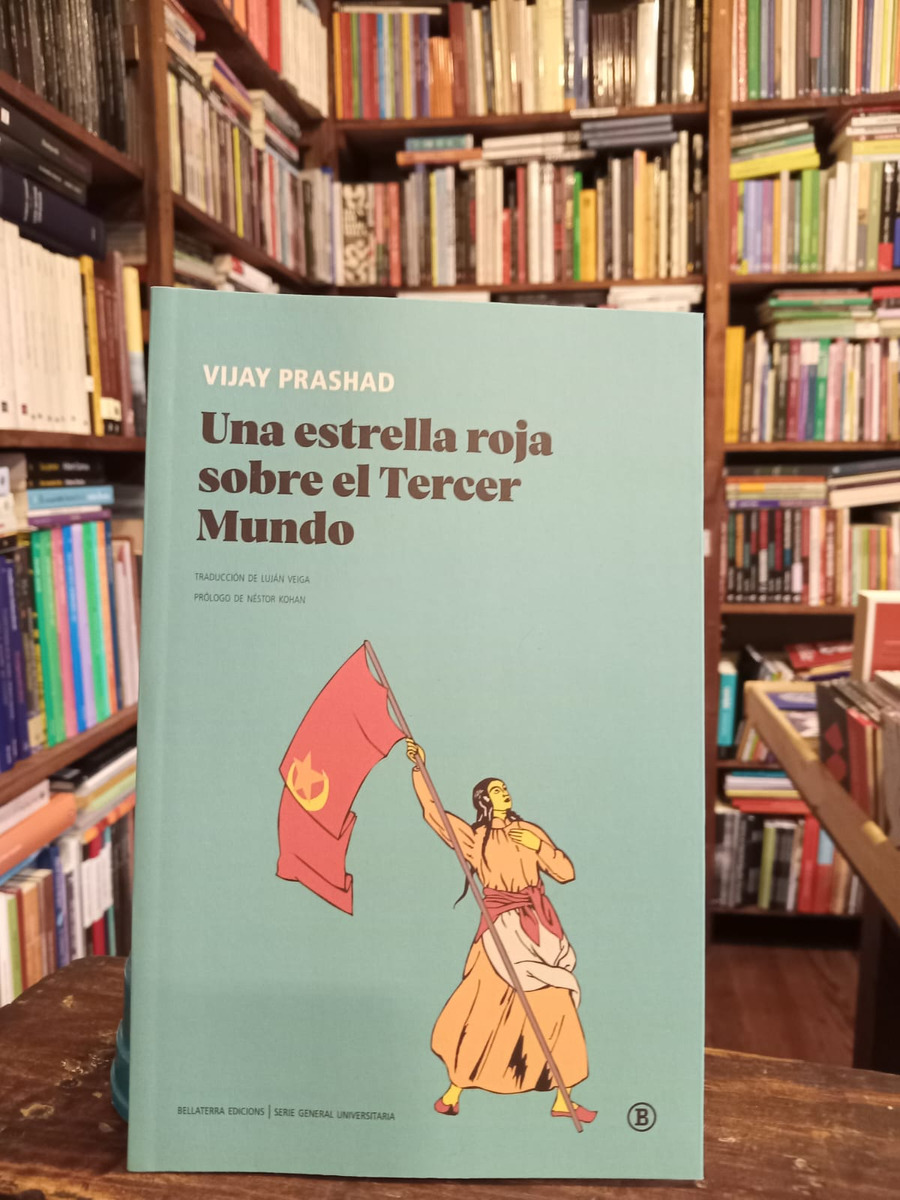 VIJAY PRASHAD
Una estrella roja
sobre el Tercer
Mundo
TRADUCCIÓN DE LUJÁN VEIGA
PRÓLOGO DE NÉSTOR KOHAN
BELLATERRA EDICIONS | SERIE GENERAL UNIVERSITARIA
B